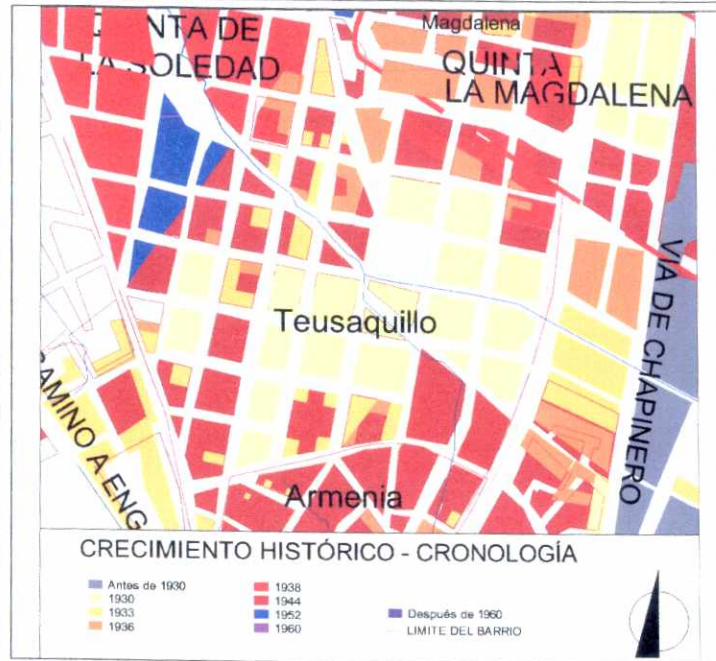 Magdalena
NTA DE
LA SOLEDAD
QUINTA
LA MAGDALENA
VIA DE CHAPINERO
Teusaquillo
CAMINO A ENG
Armenia
CRECIMIENTO HISTÓRICO - CRONOLOGÍA
Antes de 1930
1930
1933
1936
1938
1944
1952
1960
Después de 1960
LIMITE DEL BARRIO